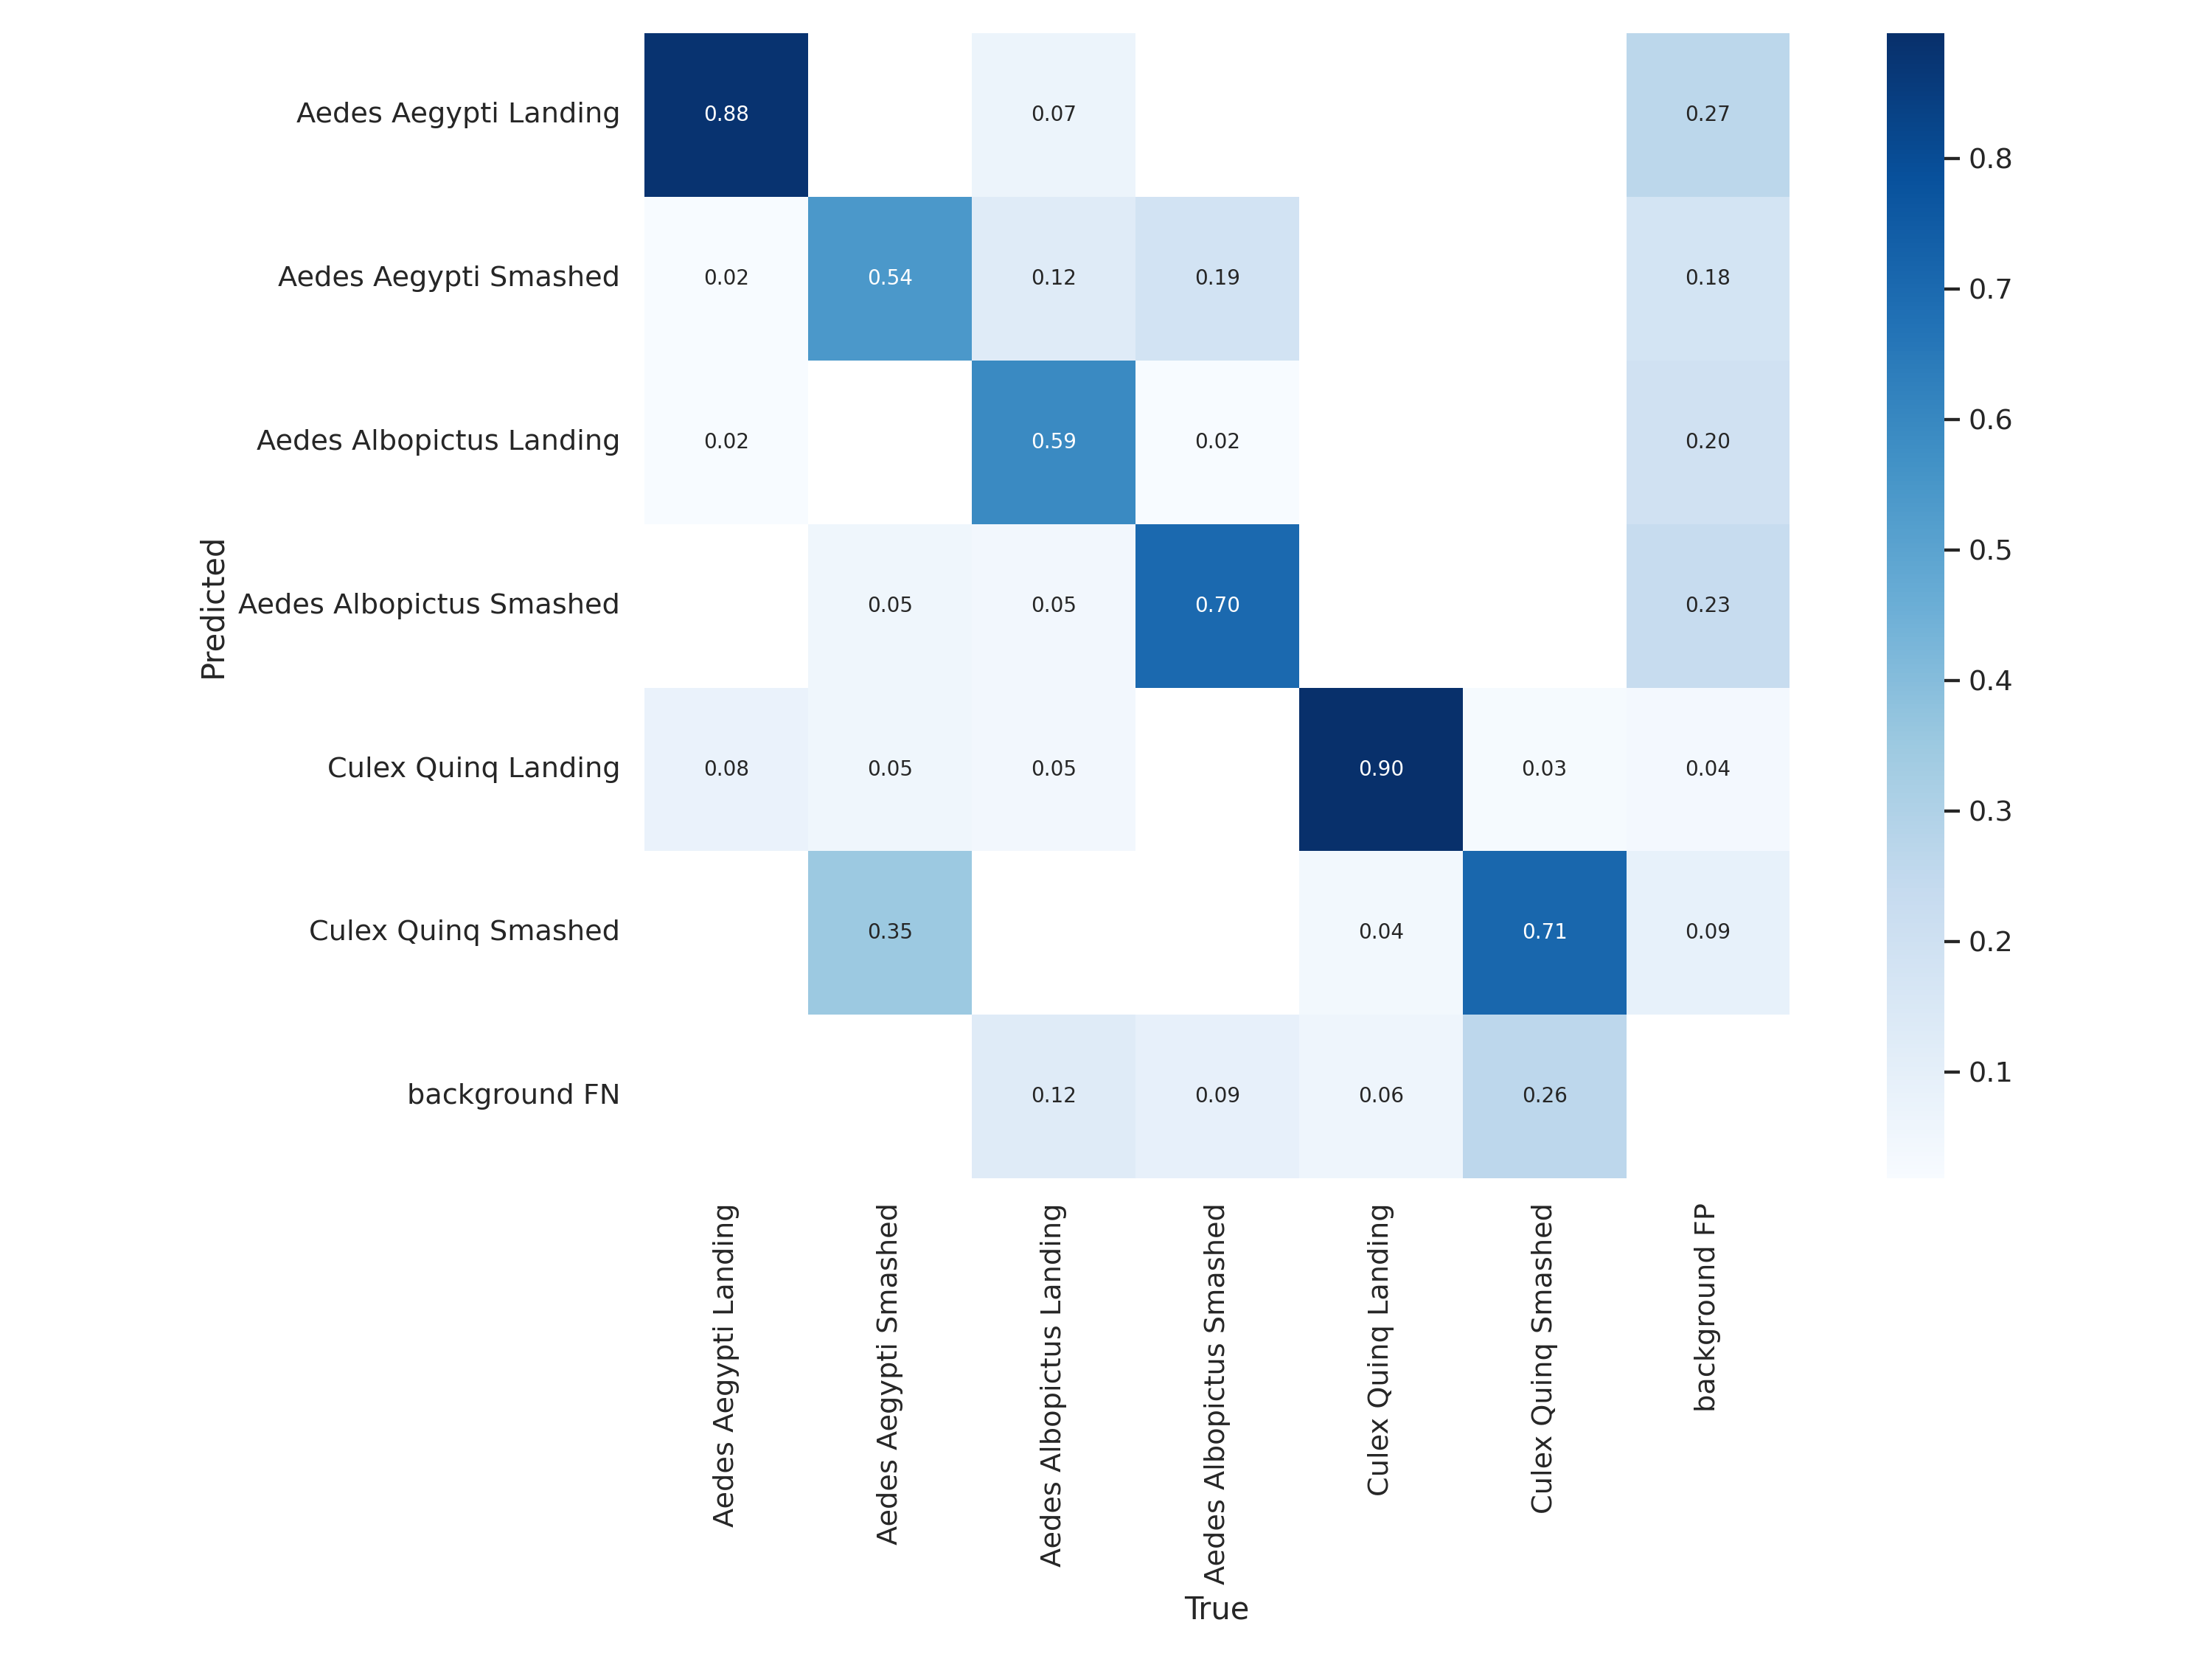 Aedes Aegypti Landing 0.88 0.07 0.27
Aedes Aegypti Smashed 0.02 0.54 0.12 0.19 0.18
Aedes Albopictus Landing 0.02 0.59 0.02 0.20
Aedes Albopictus Smashed 0.05 0.05 0.70 0.23
Culex Quinq Landing 0.08 0.05 0.05 0.90 0.03 0.04
Culex Quinq Smashed 0.35 0.04 0.71 0.09
background FN 0.12 0.09 0.06 0.26
Predicted
Aedes Aegypti Landing
Aedes Aegypti Smashed
Aedes Albopictus Landing
Aedes Albopictus Smashed
Culex Quinq Landing
Culex Quinq Smashed
background FP
True
0.8
0.7
0.6
0.5
0.4
0.3
0.2
0.1